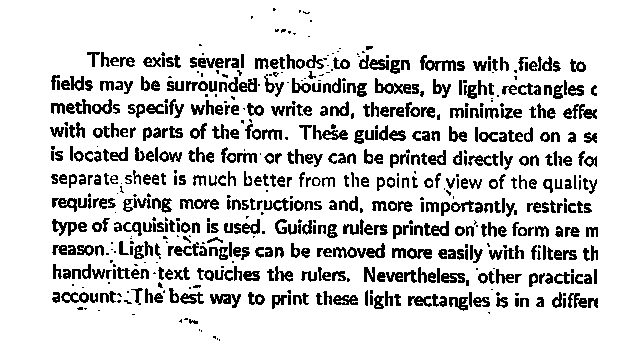 There exist several methods to design forms with fields to
fields may be surrounded by bounding boxes, by light rectangles
methods specify where to write and, therefore, minimize the
with other parts of the form. These guides can be located on a
is located below the form or they can be printed directly on the
separate sheet is much better from the point of view of the quality
requires giving more instructions and, more importantly, restricts
type of acquisition is used. Guiding rulers printed on the form are
reason. Light rectangles can be removed more easily with filters
handwritten text touches the rulers. Nevertheless, other practical
account: The best way to print these light rectangles is in a